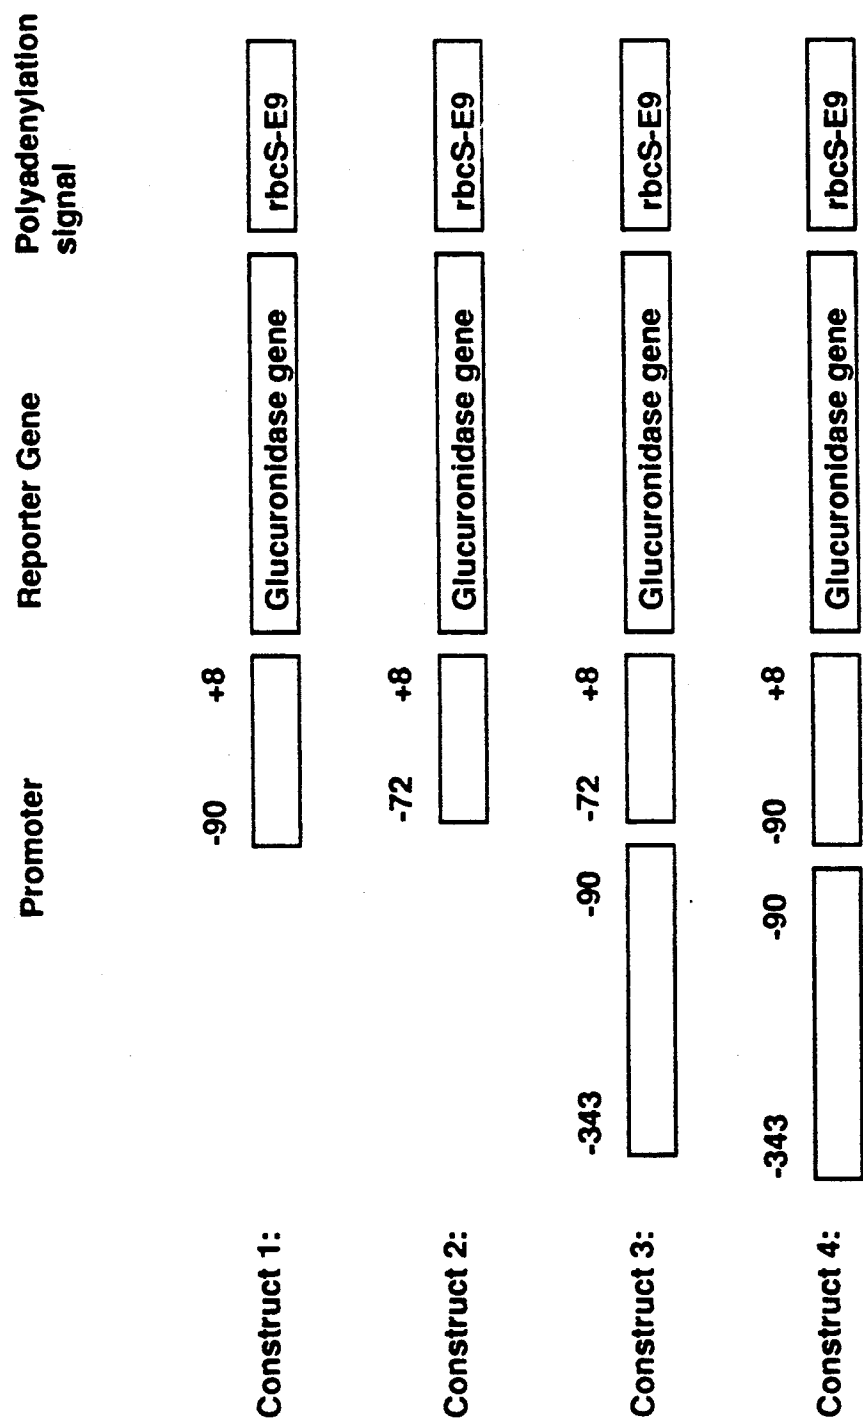 Promoter
Reporter Gene
Polyadenylation
signal
Construct 1:
-90
+8
Glucuronidase gene
rbcS-E9
Construct 2:
-72
+8
Glucuronidase gene
rbcS-E9
Construct 3:
-343
-90
-72
+8
Glucuronidase gene
rbcS-E9
Construct 4:
-343
-90
-90
+8
Glucuronidase gene
rbcS-E9